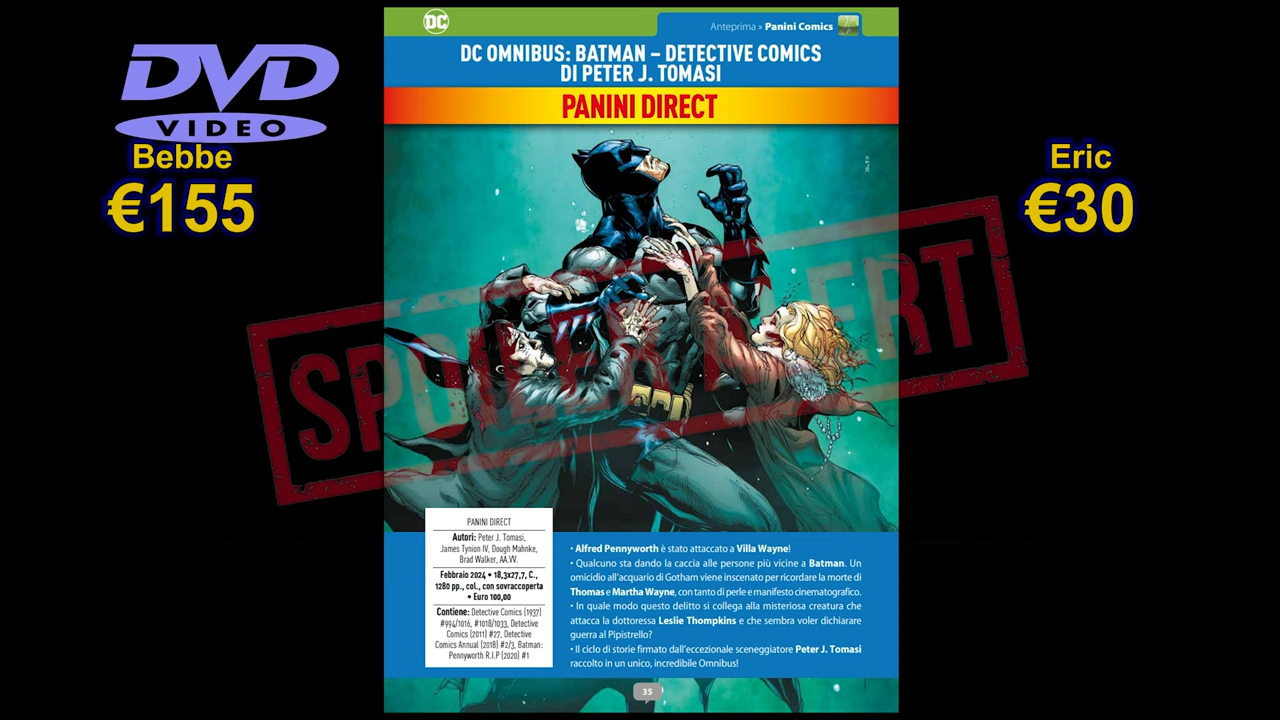 DC
Anteprima » Panini Comics
DC OMNIBUS: BATMAN – DETECTIVE COMICS
DI PETER J. TOMASI
PANINI DIRECT
DVD
VIDEO
Bebbe
€155
Eric
€30
SPOILER ALERT
PANINI DIRECT
Autori: Peter J. Tomasi,
James Tynion IV, Dough Mahnke,
Brad Walker, AA.VV.
Febbraio 2024 • 18,3x27,7, C.,
1280 pp., col., con sovraccoperta
• Euro 100,00
Contiene: Detective Comics (1937)
#994/1016, #1018/1033, Detective
Comics (2011) #27, Detective
Comics Annual (2018) #2/3, Batman:
Pennyworth R.I.P (2020) #1
• Alfred Pennyworth è stato attaccato a Villa Wayne!
• Qualcuno sta dando la caccia alle persone più vicine a Batman. Un
omicidio all'acquario di Gotham viene inscenato per ricordare la morte di
Thomas e Martha Wayne, con tanto di perle e manifesto cinematografico.
• In quale modo questo delitto si collega alla misteriosa creatura che
attacca la dottoressa Leslie Thompkins e che sembra voler dichiarare
guerra al Pipistrello?
• Il ciclo di storie firmato dall'eccezionale sceneggiatore Peter J. Tomasi
raccolto in un unico, incredibile Omnibus!
35